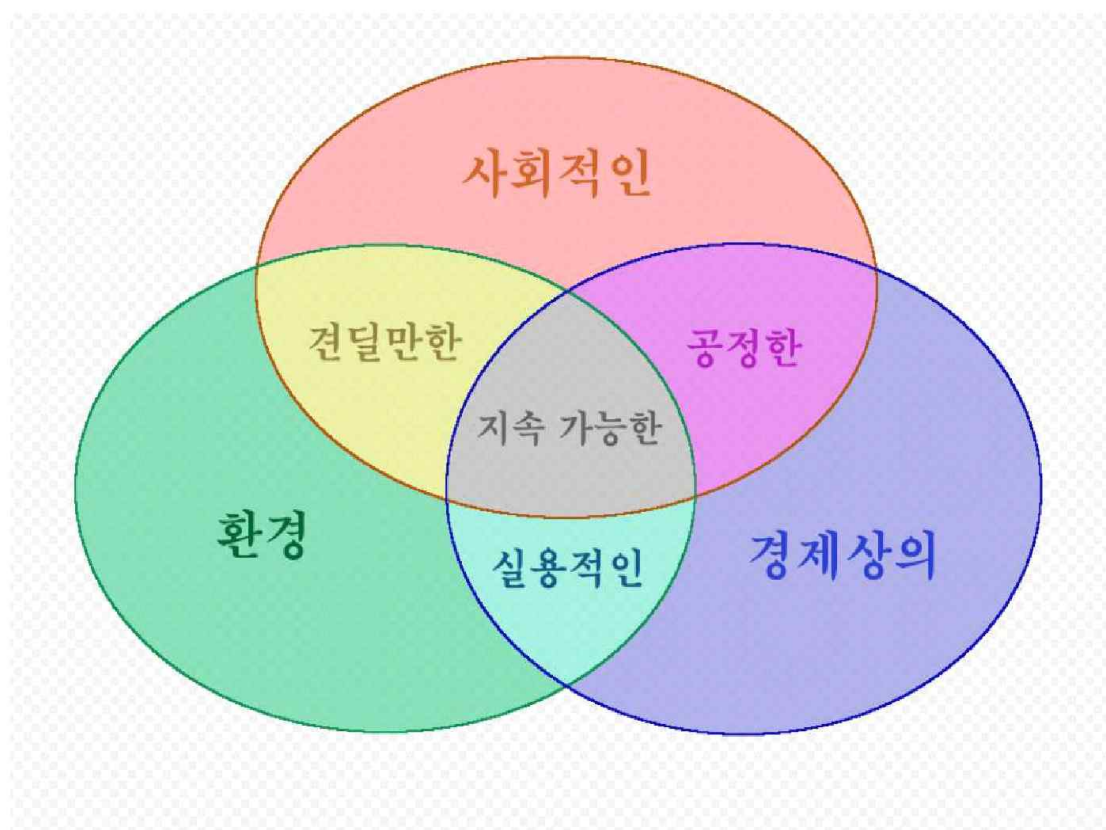 사회적인
견딜만한
공정한
지속 가능한
환경
실용적인
경제상의